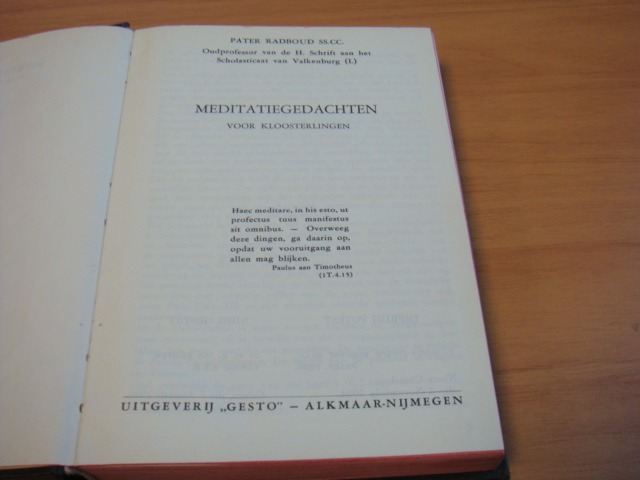 PATER RADBOUD SS.CC.
Oudprofessor van de H. Schrift aan het
Scholasticaat van Valkenburg (L)
MEDITATIEGEDACHTEN
VOOR KLOOSTERLINGEN
Haec meditare, in his esto, ut
profectus tuus manifestus
sit omnibus. — Overweeg
deze dingen, ga daarin op,
opdat uw vooruitgang aan
allen mag blijken.
Paulus aan Timotheus
(1T.4.15)
UITGEVERIJ „GESTO” – ALKMAAR-NIJMEGEN